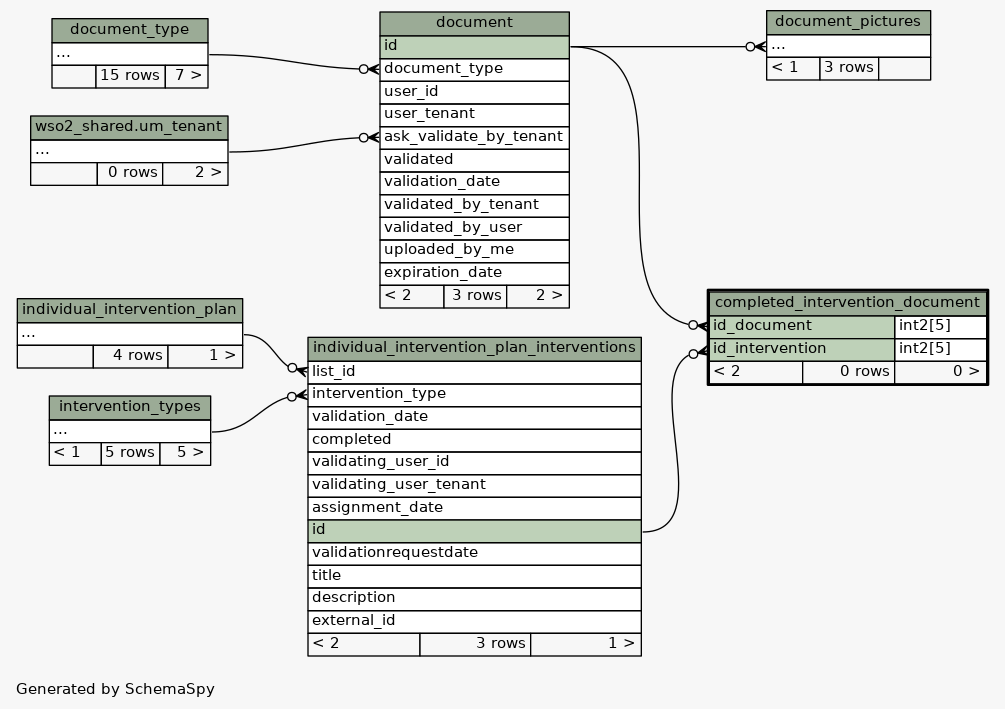 document_type
...
15 rows 7 >
wso2_shared.um_tenant
...
0 rows 2 >
document
id
document_type
user_id
user_tenant
ask_validate_by_tenant
validated
validation_date
validated_by_tenant
validated_by_user
uploaded_by_me
expiration_date
< 2 3 rows 2 >
document_pictures
...
< 1 3 rows
individual_intervention_plan
...
4 rows 1 >
intervention_types
...
< 1 5 rows 5 >
individual_intervention_plan_interventions
list_id
intervention_type
validation_date
completed
validating_user_id
validating_user_tenant
assignment_date
id
validationrequestdate
title
description
external_id
< 2 3 rows 1 >
completed_intervention_document
id_document int2[5]
id_intervention int2[5]
< 2 0 rows 0 >
Generated by SchemaSpy